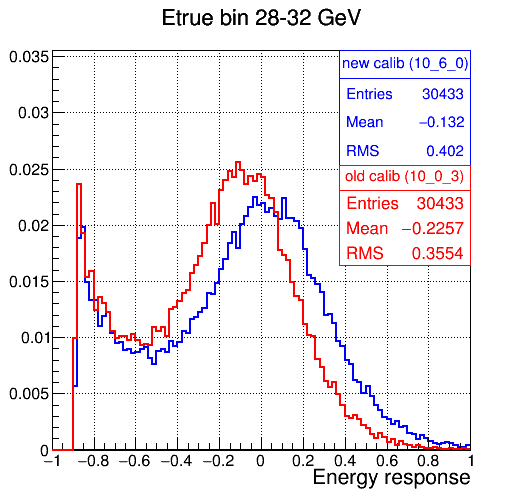 Etrue bin 28-32 GeV
new calib (10_6_0)
Entries 30433
Mean −0.132
RMS 0.402
old calib (10_0_3)
Entries 30433
Mean −0.2257
RMS 0.3554
0.035
0.03
0.025
0.02
0.015
0.01
0.005
0
−1 −0.8 −0.6 −0.4 −0.2 0 0.2 0.4 0.6 0.8 1
Energy response